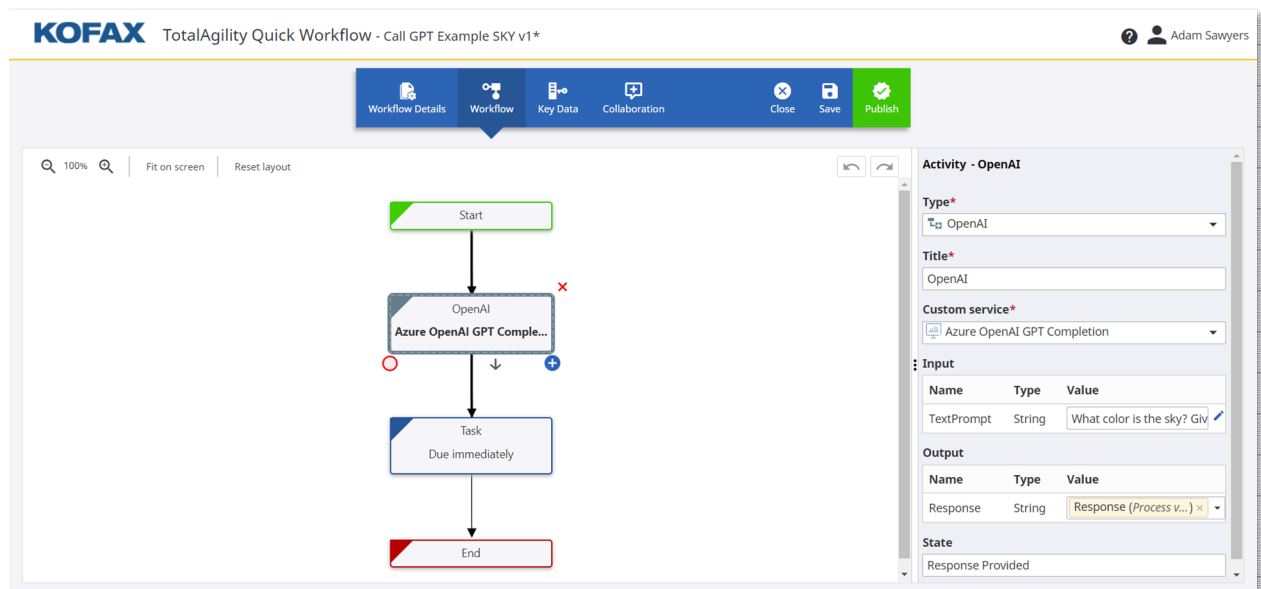 KOFAX TotalAgility Quick Workflow - Call GPT Example SKY v1*
Adam Sawyers
Workflow Details Workflow Key Data Collaboration Close Save Publish
100% Fit on screen Reset layout
Start
OpenAI
Azure OpenAI GPT Comple...
Task
Due immediately
End
Activity - OpenAI
Type*
OpenAI
Title*
OpenAI
Custom service*
Azure OpenAI GPT Completion
Input
Name Type Value
TextPrompt String What color is the sky? Giv
Output
Name Type Value
Response String Response (Process v...) ×
State
Response Provided